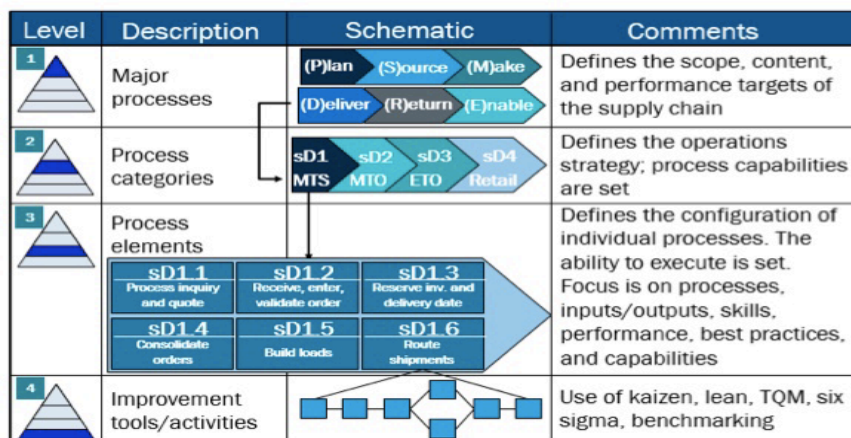 Level Description Schematic Comments
1
Major
processes
(P)lan (S)ource (M)ake
(D)eliver (R)eturn (E)nable
Defines the scope, content,
and performance targets of
the supply chain
2
Process
categories
sD1 sD2 sD3 sD4
MTS MTO ETO Retail
Defines the operations
strategy; process capabilities
are set
3
Process
elements
sD1.1
Process inquiry
and quote
sD1.2
Receive, enter,
validate order
sD1.3
Reserve inv. and
delivery date
sD1.4
Consolidate
orders
sD1.5
Build loads
sD1.6
Route
shipments
Defines the configuration of
individual processes. The
ability to execute is set.
Focus is on processes,
inputs/outputs, skills,
performance, best practices,
and capabilities
4
Improvement
tools/activities
Use of kaizen, lean, TQM, six
sigma, benchmarking